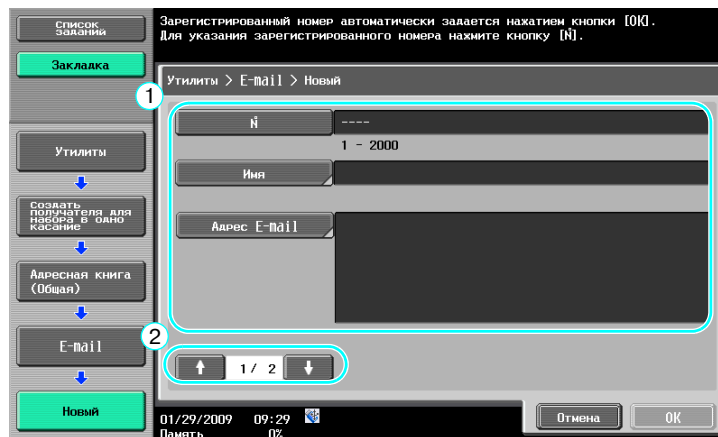 Список
заданий
Зарегистрированный номер автоматически задается нажатием кнопки [OK].
Для указания зарегистрированного номера нажмите кнопку [№].
Закладка
Утилиты > E-mail > Новый
1
№
----
1 - 2000
Утилиты
Имя
Создать
получателя для
набора в одно
касание
Адрес E-mail
Адресная книга
(Общая)
2
E-mail
1/ 2
Новый
Отмена
OK
01/29/2009 09:29
Память 0%